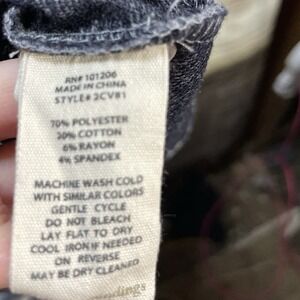 RN# 101206
MADE IN CHINA
STYLE# 2CV81
70% POLYESTER
20% COTTON
6% RAYON
4% SPANDEX
MACHINE WASH COLD
WITH SIMILAR COLORS
GENTLE CYCLE
DO NOT BLEACH
LAY FLAT TO DRY
COOL IRON IF NEEDED
ON REVERSE
MAY BE DRY CLEANED